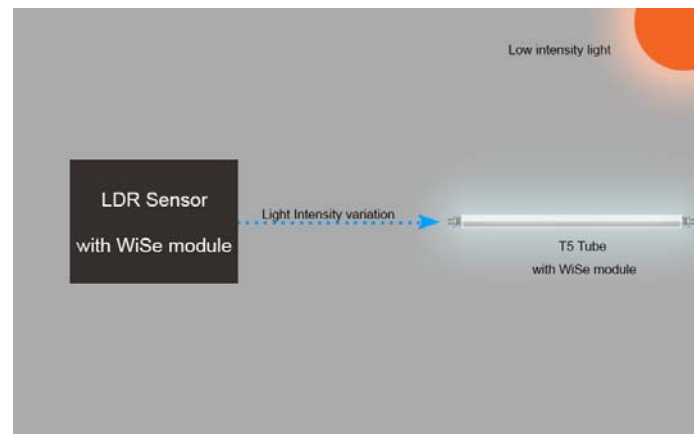 Low intensity light
LDR Sensor
with WiSe module
Light Intensity variation
T5 Tube
with WiSe module